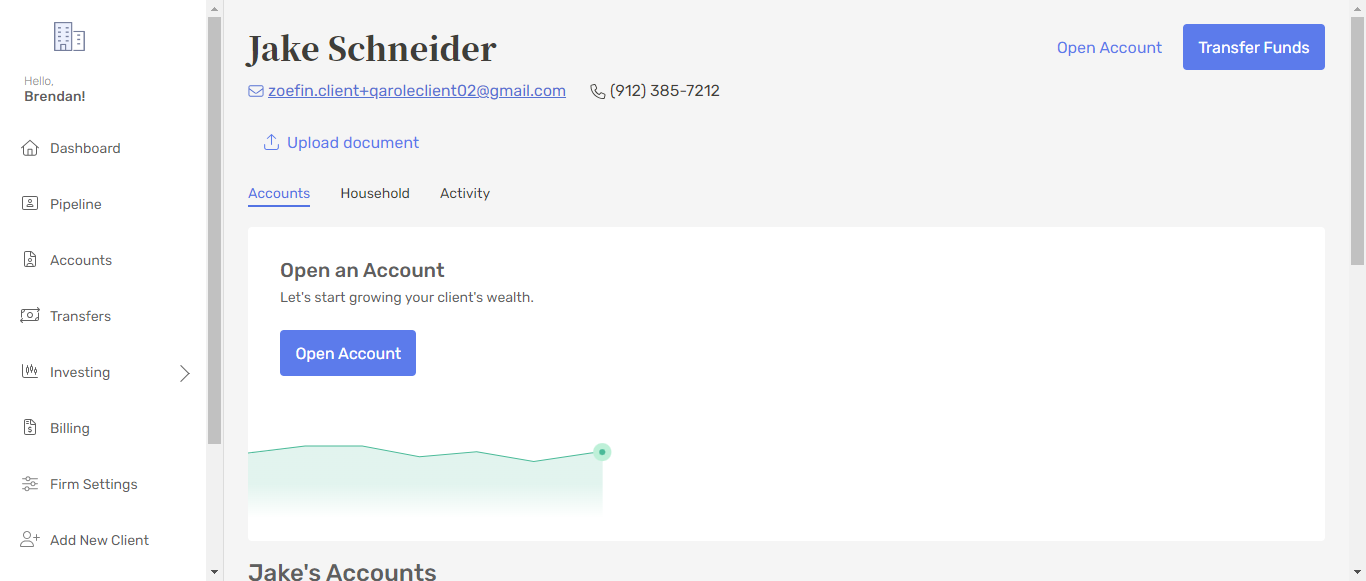 Hello,
Brendan!
Dashboard
Pipeline
Accounts
Transfers
Investing
Billing
Firm Settings
Add New Client
Jake Schneider
Open Account
Transfer Funds
zoefin.client+qaroleclient02@gmail.com
(912) 385-7212
Upload document
Accounts Household Activity
Open an Account
Let's start growing your client's wealth.
Open Account
Jake's Accounts